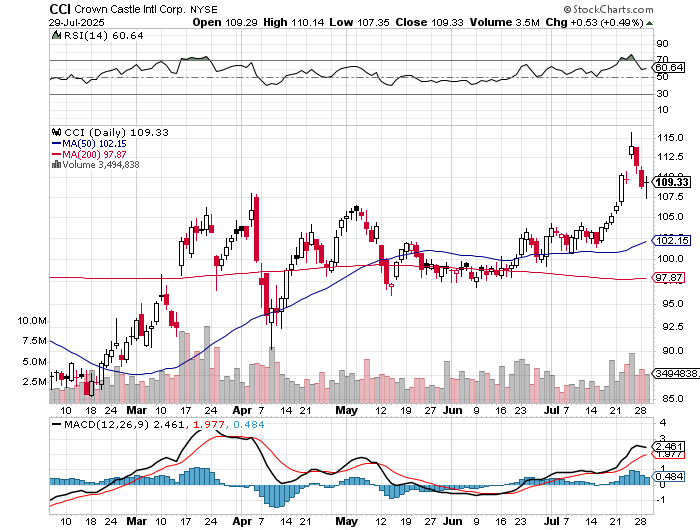 CCI Crown Castle Intl Corp. NYSE
© StockCharts.com
29-Jul-2025
Open 109.29 High 110.14 Low 107.35 Close 109.33 Volume 3.5M Chg +0.53 (+0.49%)
RSI(14) 60.64
90
70
60.64
50
30
10
CCI (Daily) 109.33
MA(50) 102.15
MA(200) 97.87
Volume 3,494,838
115.0
112.5
110.0
109.33
107.5
105.0
102.15
100.0
97.87
95.0
92.5
90.0
85.0
10.0M
7.5M
5.0M
2.5M
3494838
10 18 24 Mar 10 17 24 Apr 7 14 21 May 12 19 27 Jun 9 16 23 Jul 7 14 21 28
MACD(12,26,9) 2.461, 1.977, 0.484
4
3
2.461
1.977
1
0.484
0
-1
10 18 24 Mar 10 17 24 Apr 7 14 21 May 12 19 27 Jun 9 16 23 Jul 7 14 21 28